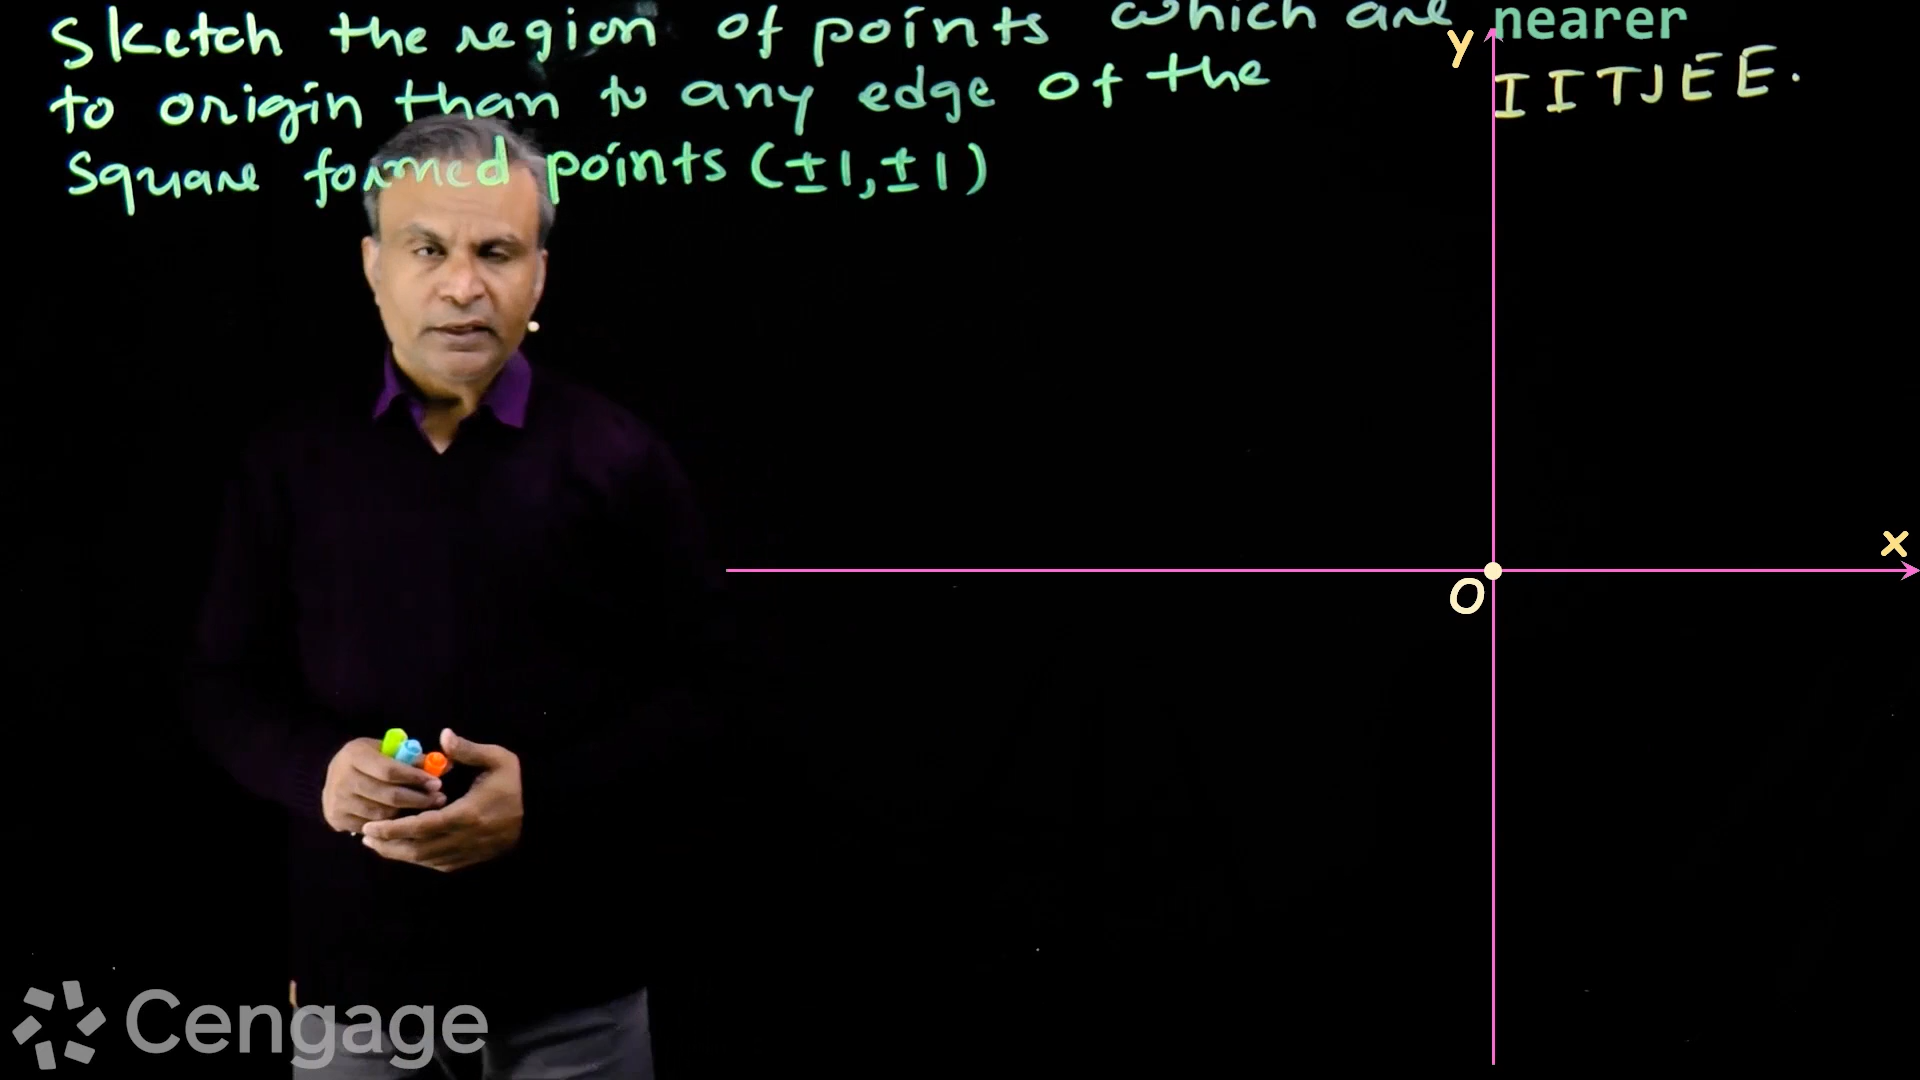 Sketch the region of points which are nearer
to origin than to any edge of the IITJEE.
Square formed points (±1,±1)
y
x
O
Cengage